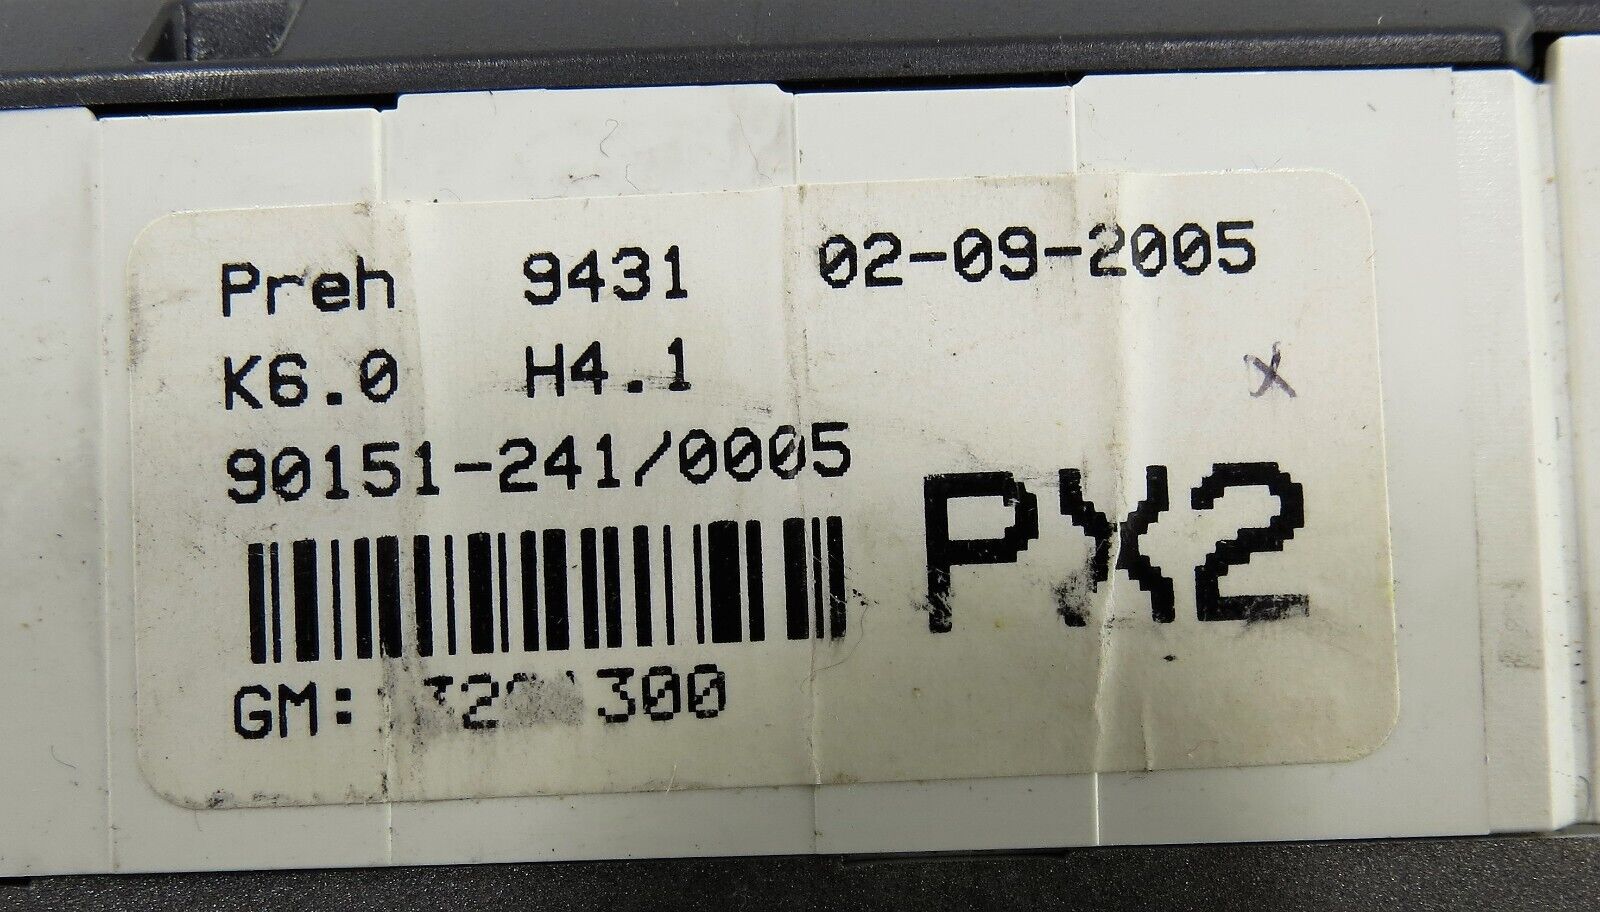 Preh 9431 02-09-2005
K6.0 H4.1 x
90151-241/0005
PX2
GM: